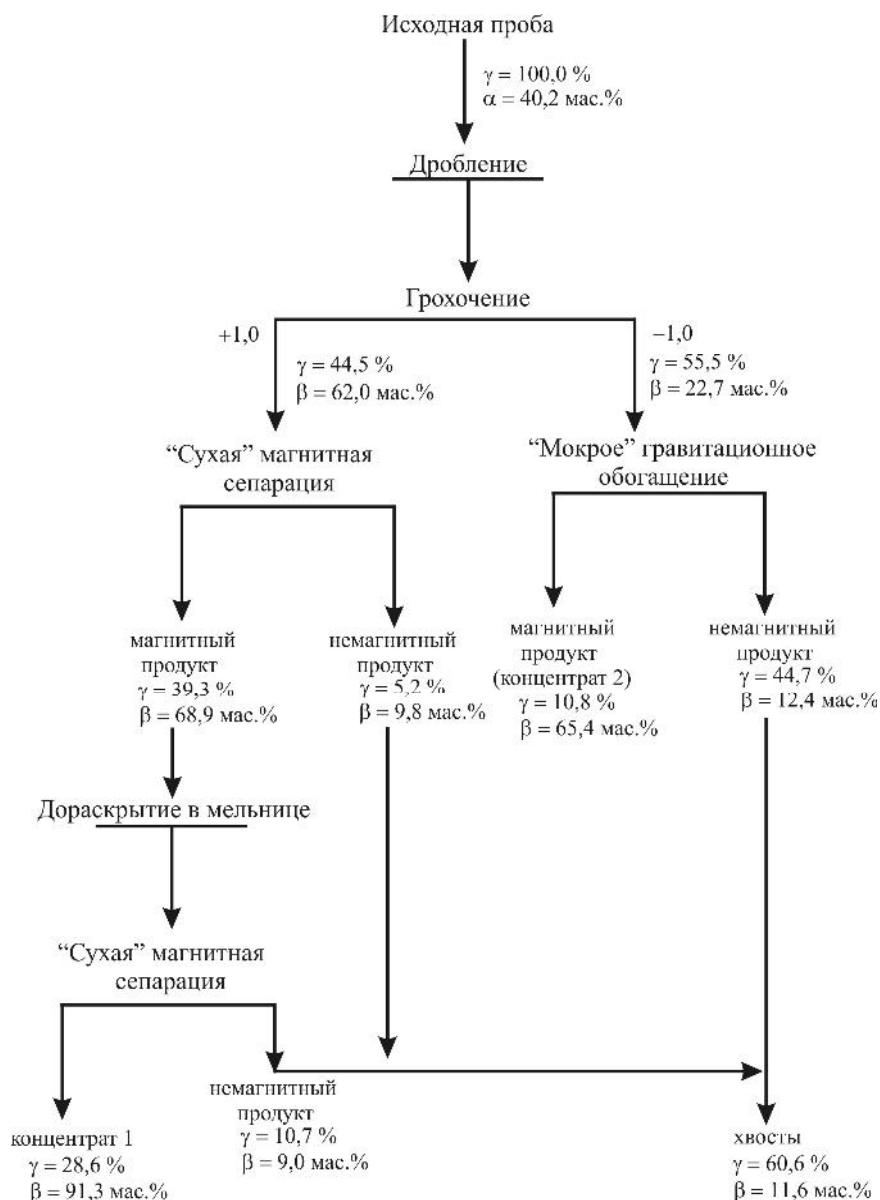 Исходная проба
γ = 100,0 %
α = 40,2 мас.%
Дробление
Грохочение
+1,0
γ = 44,5 %
β = 62,0 мас.%
−1,0
γ = 55,5 %
β = 22,7 мас.%
“Сухая” магнитная
сепарация
“Мокрое” гравитационное
обогащение
магнитный
продукт
γ = 39,3 %
β = 68,9 мас.%
немагнитный
продукт
γ = 5,2 %
β = 9,8 мас.%
магнитный
продукт
(концентрат 2)
γ = 10,8 %
β = 65,4 мас.%
немагнитный
продукт
γ = 44,7 %
β = 12,4 мас.%
Дораскрытие в мельнице
“Сухая” магнитная
сепарация
концентрат 1
γ = 28,6 %
β = 91,3 мас.%
немагнитный
продукт
γ = 10,7 %
β = 9,0 мас.%
хвосты
γ = 60,6 %
β = 11,6 мас.%